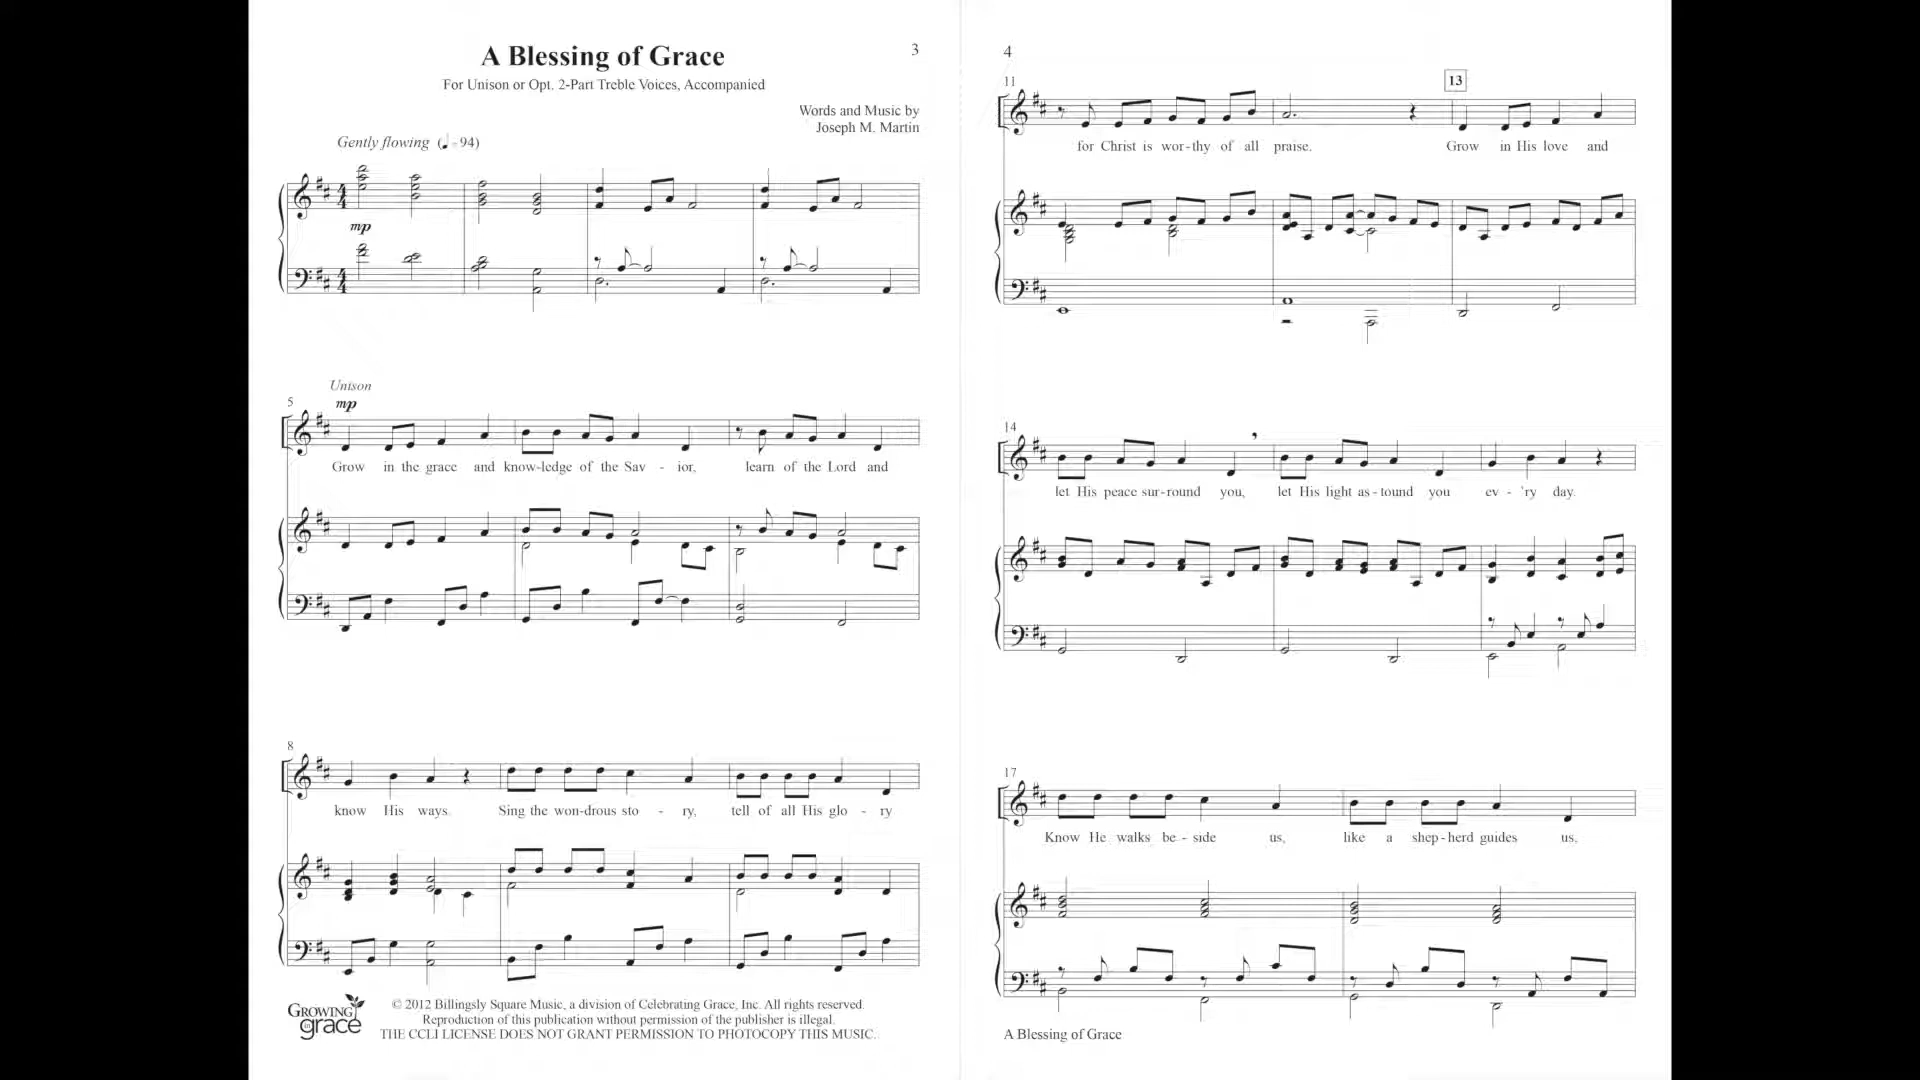 A Blessing of Grace
3
For Unison or Opt. 2-Part Treble Voices, Accompanied
Words and Music by
Joseph M. Martin
Gently flowing (♩=94)
mp
Unison
5
mp
Grow in the grace and know-ledge of the Sav - ior, learn of the Lord and
8
know His ways. Sing the won-drous sto - ry, tell of all His glo - ry
GROWING in grace
© 2012 Billingsly Square Music, a division of Celebrating Grace, Inc. All rights reserved.
Reproduction of this publication without permission of the publisher is illegal.
THE CCLI LICENSE DOES NOT GRANT PERMISSION TO PHOTOCOPY THIS MUSIC.
4
11
13
for Christ is wor-thy of all praise. Grow in His love and
14
let His peace sur-round you, let His light as-tound you ev - 'ry day.
17
Know He walks be - side us, like a shep-herd guides us,
A Blessing of Grace